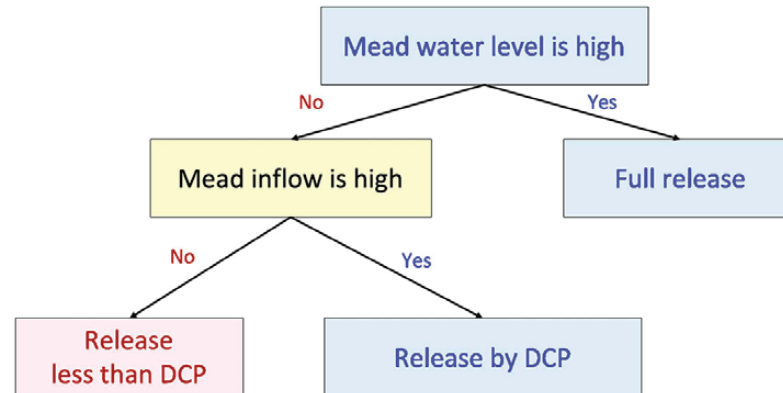 Mead water level is high
No
Yes
Mead inflow is high
Full release
No
Yes
Release
less than DCP
Release by DCP